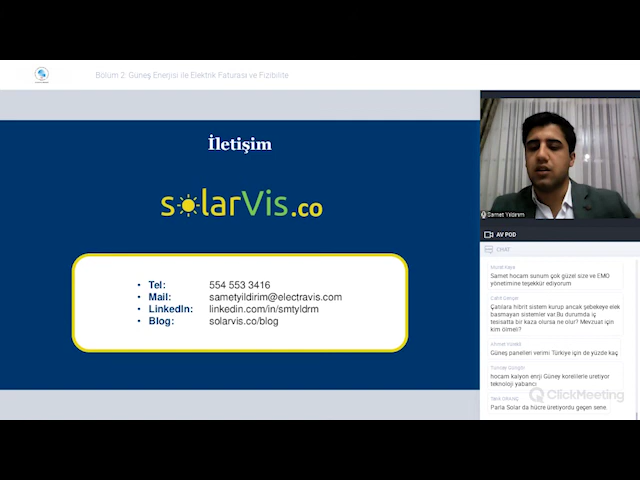 Bölüm 2: Güneş Enerjisi ile Elektrik Faturası ve Fizibilite
İletişim
solarVis.co
• Tel: 554 553 3416
• Mail: sametyildirim@electravis.com
• LinkedIn: linkedin.com/in/smtyldrm
• Blog: solarvis.co/blog
Samet Yıldırım
AV POD
CHAT
Samet hocam sunum çok güzel size ve EMO
yönetimine teşekkür ediyorum
Çatılara hibrit sistem kurup ancak şebekeye elek
basmayan sistemler var.Bu durumda iç
tesisatta bir kaza olursa ne olur? Mevzuat için
kim ölmeli?
Güneş panelleri verimi Türkiye için de yüzde kaç
hocam kalyon enrji Güney korelilerle üretiyor
teknoloji yabancı
ClickMeeting
Parla Solar da hücre üretiyordu geçen sene